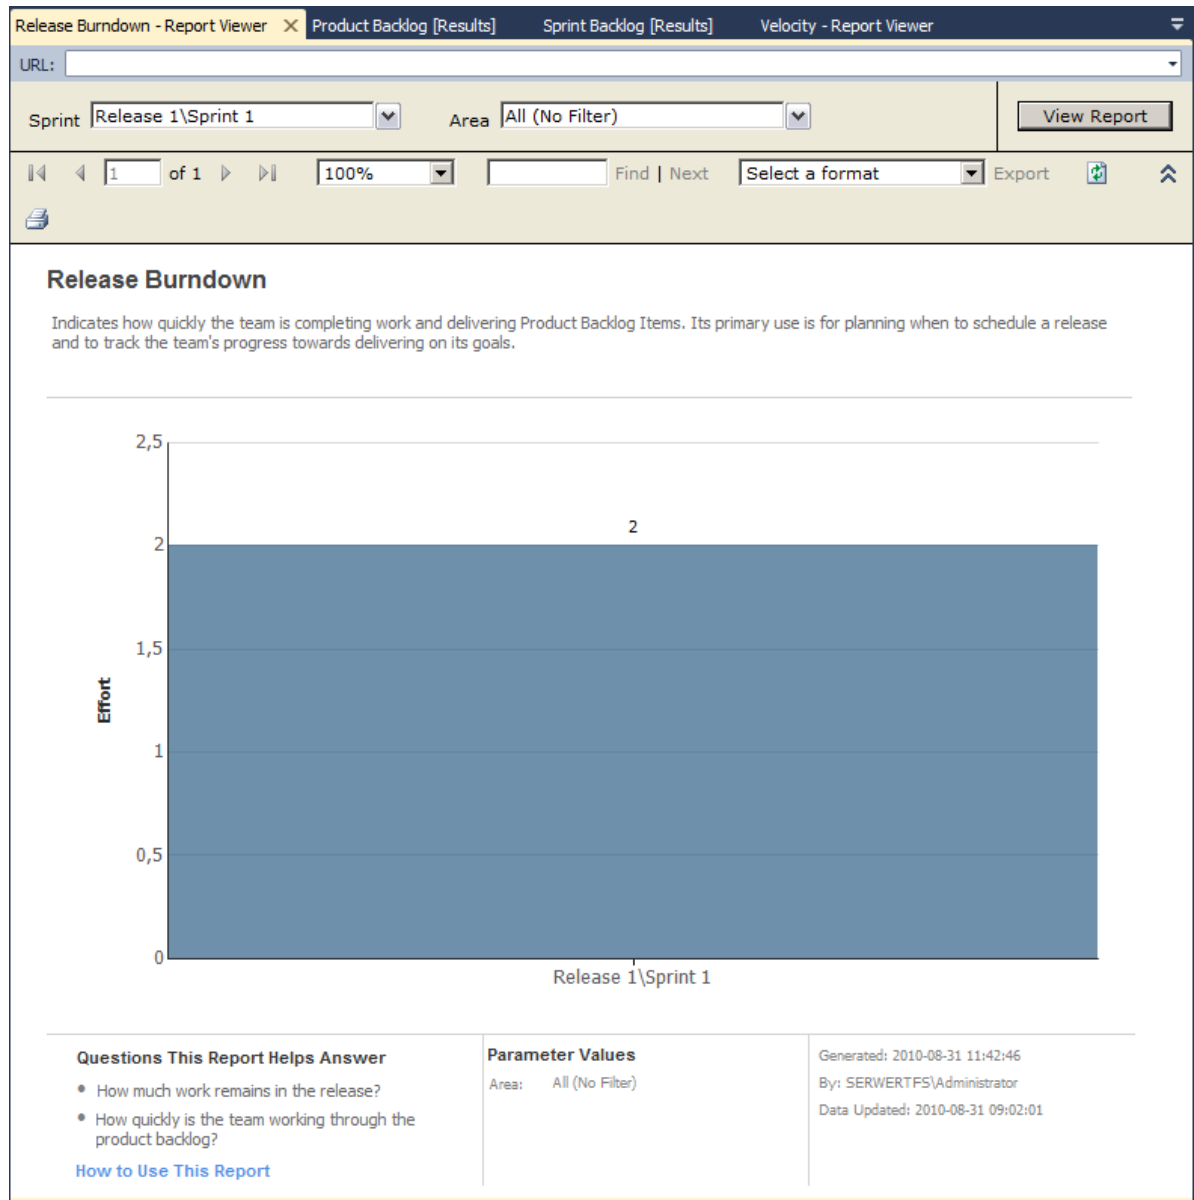 Release Burndown - Report Viewer
Product Backlog [Results]
Sprint Backlog [Results]
Velocity - Report Viewer
URL:
Sprint Release 1\Sprint 1
Area All (No Filter)
View Report
1 of 1
100%
Find | Next
Select a format
Export
Release Burndown
Indicates how quickly the team is completing work and delivering Product Backlog Items. Its primary use is for planning when to schedule a release
and to track the team's progress towards delivering on its goals.
2,5
2
2
1,5
Effort
1
0,5
0
Release 1\Sprint 1
Questions This Report Helps Answer
• How much work remains in the release?
• How quickly is the team working through the
product backlog?
How to Use This Report
Parameter Values
Area: All (No Filter)
Generated: 2010-08-31 11:42:46
By: SERWERTFS\Administrator
Data Updated: 2010-08-31 09:02:01